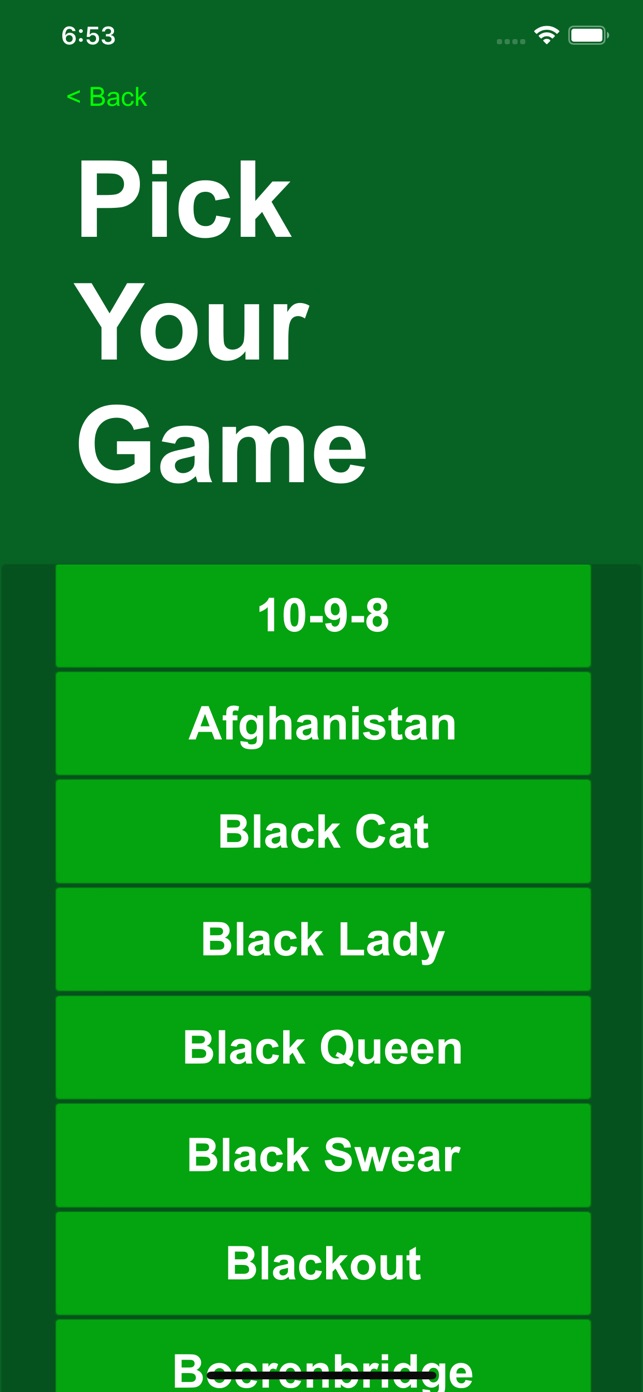 6:53
< Back
Pick
Your
Game
10-9-8
Afghanistan
Black Cat
Black Lady
Black Queen
Black Swear
Blackout
Boerenbridge